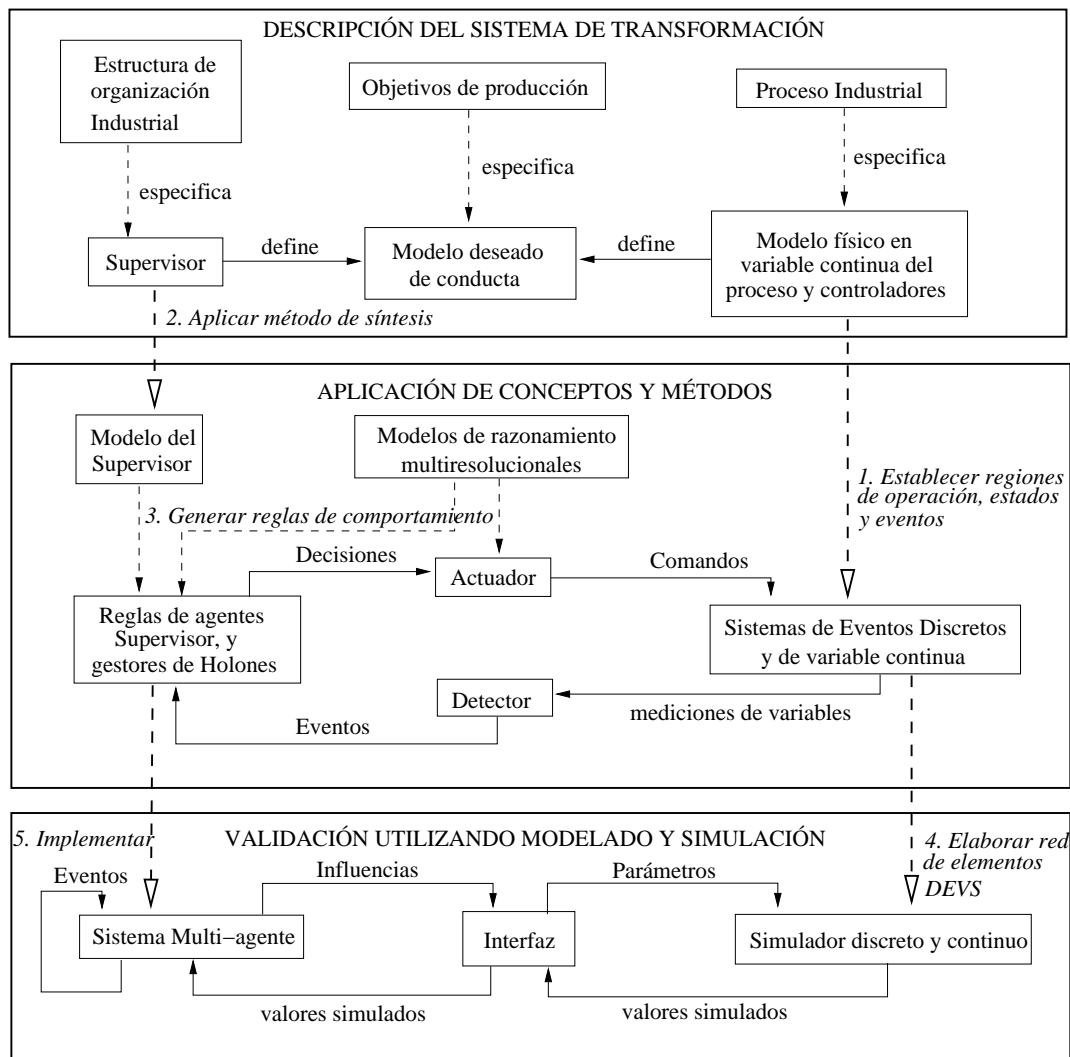 DESCRIPCIÓN DEL SISTEMA DE TRANSFORMACIÓN
Estructura de
organización
Industrial
Objetivos de producción
Proceso Industrial
especifica
especifica
especifica
Supervisor
define
Modelo deseado
de conducta
define
Modelo físico en
variable continua del
proceso y controladores
2. Aplicar método de síntesis
APLICACIÓN DE CONCEPTOS Y MÉTODOS
Modelo del
Supervisor
Modelos de razonamiento
multiresolucionales
1. Establecer regiones
de operación, estados
y eventos
3. Generar reglas de comportamiento
Decisiones
Actuador
Comandos
Reglas de agentes
Supervisor, y
gestores de Holones
Sistemas de Eventos Discretos
y de variable continua
Detector
mediciones de variables
Eventos
5. Implementar
VALIDACIÓN UTILIZANDO MODELADO Y SIMULACIÓN
4. Elaborar red
de elementos
DEVS
Eventos
Influencias
Parámetros
Sistema Multi−agente
Interfaz
Simulador discreto y continuo
valores simulados
valores simulados